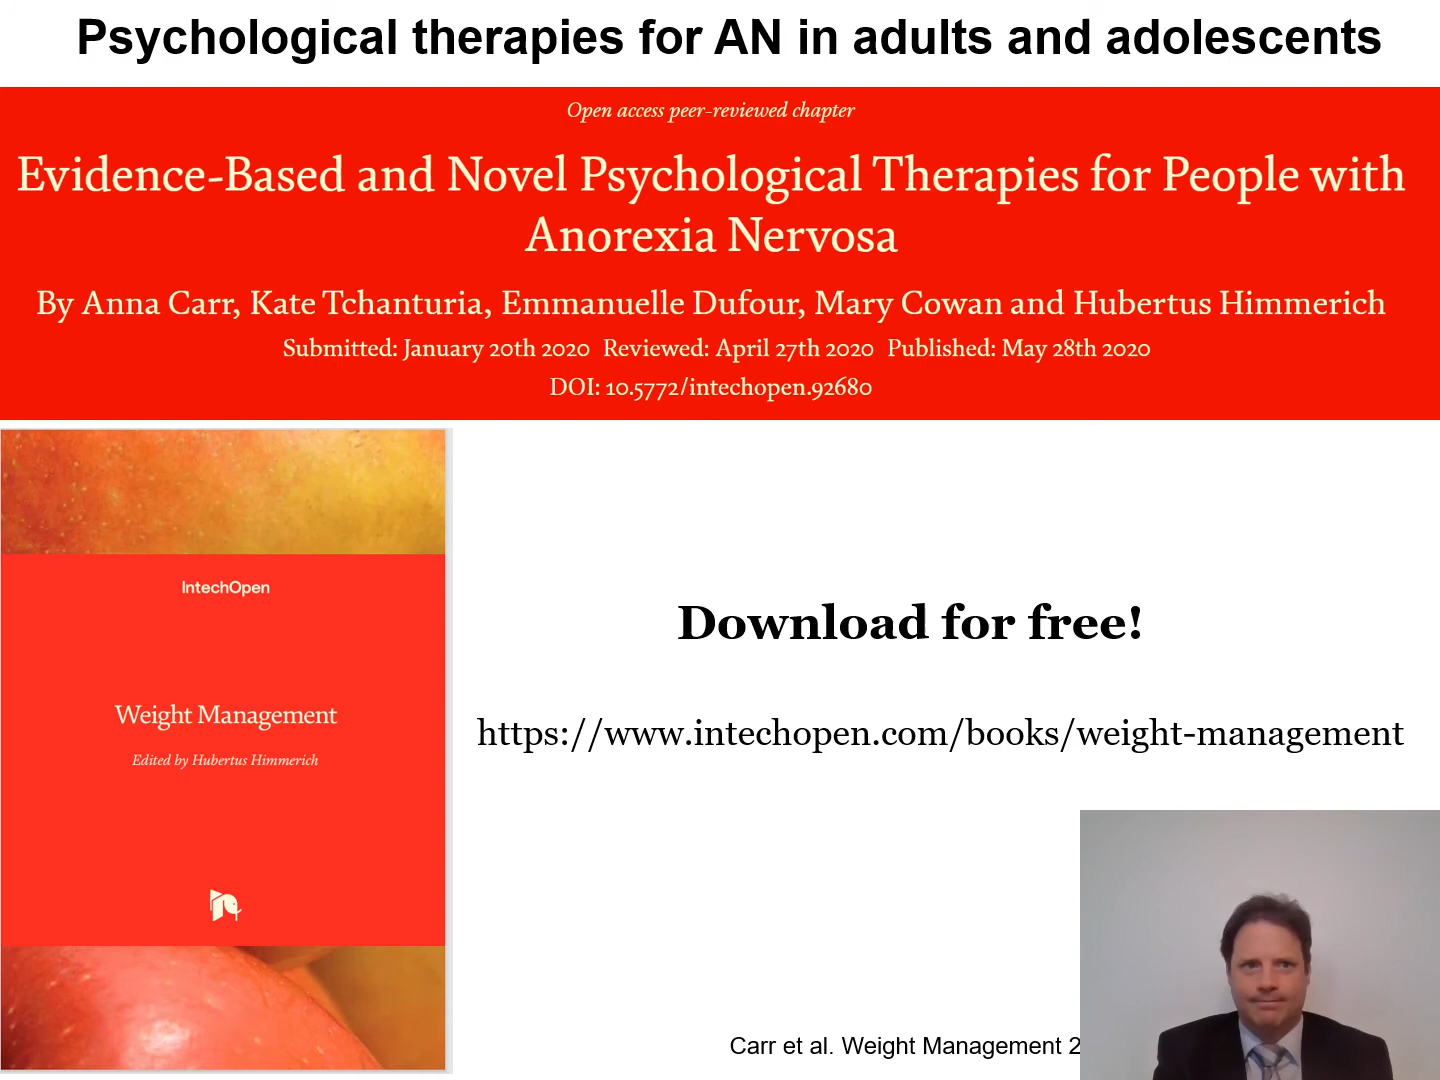 Psychological therapies for AN in adults and adolescents
Open access peer-reviewed chapter
Evidence-Based and Novel Psychological Therapies for People with
Anorexia Nervosa
By Anna Carr, Kate Tchanturia, Emmanuelle Dufour, Mary Cowan and Hubertus Himmerich
Submitted: January 20th 2020 Reviewed: April 27th 2020 Published: May 28th 2020
DOI: 10.5772/intechopen.92680
IntechOpen
Weight Management
Edited by Hubertus Himmerich
Download for free!
https://www.intechopen.com/books/weight-management
Carr et al. Weight Management 2